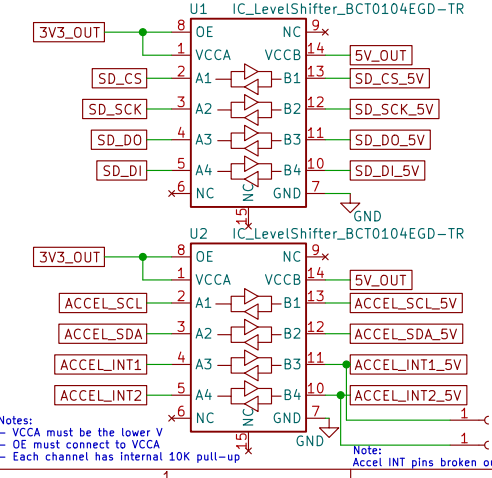 U1 IC_LevelShifter_BCT0104EGD-TR
3V3_OUT 8 OE NC 9
1 VCCA VCCB 14 5V_OUT
SD_CS 2 A1 B1 13 SD_CS_5V
SD_SCK 3 A2 B2 12 SD_SCK_5V
SD_DO 4 A3 B3 11 SD_DO_5V
SD_DI 5 A4 B4 10 SD_DI_5V
6 NC NC GND 7
15 GND
U2 IC_LevelShifter_BCT0104EGD-TR
3V3_OUT 8 OE NC 9
1 VCCA VCCB 14 5V_OUT
ACCEL_SCL 2 A1 B1 13 ACCEL_SCL_5V
ACCEL_SDA 3 A2 B2 12 ACCEL_SDA_5V
ACCEL_INT1 4 A3 B3 11 ACCEL_INT1_5V
ACCEL_INT2 5 A4 B4 10 ACCEL_INT2_5V
6 NC NC GND 7 1
15 GND 1
Notes:
- VCCA must be the lower V
- OE must connect to VCCA
- Each channel has internal 10K pull-up
Note:
Accel INT pins broken
1